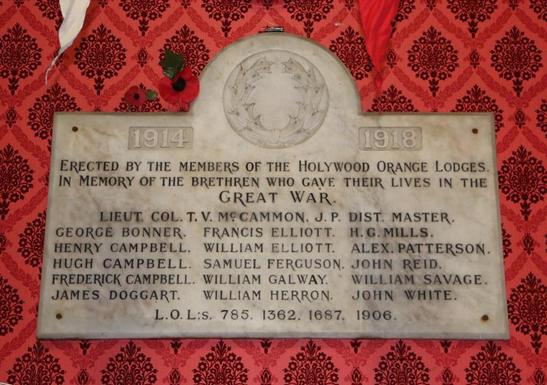 1914 1918
ERECTED BY THE MEMBERS OF THE HOLYWOOD ORANGE LODGES.
IN MEMORY OF THE BRETHREN WHO GAVE THEIR LIVES IN THE
GREAT WAR.
LIEUT. COL. T. V. McCAMMON, J. P. DIST. MASTER.
GEORGE BONNER. FRANCIS ELLIOTT. H. G. MILLS.
HENRY CAMPBELL. WILLIAM ELLIOTT. ALEX. PATTERSON.
HUGH CAMPBELL. SAMUEL FERGUSON. JOHN REID.
FREDERICK CAMPBELL. WILLIAM GALWAY. WILLIAM SAVAGE.
JAMES DOGGART. WILLIAM HERRON. JOHN WHITE.
L.O.L:s. 785. 1362. 1687. 1906.